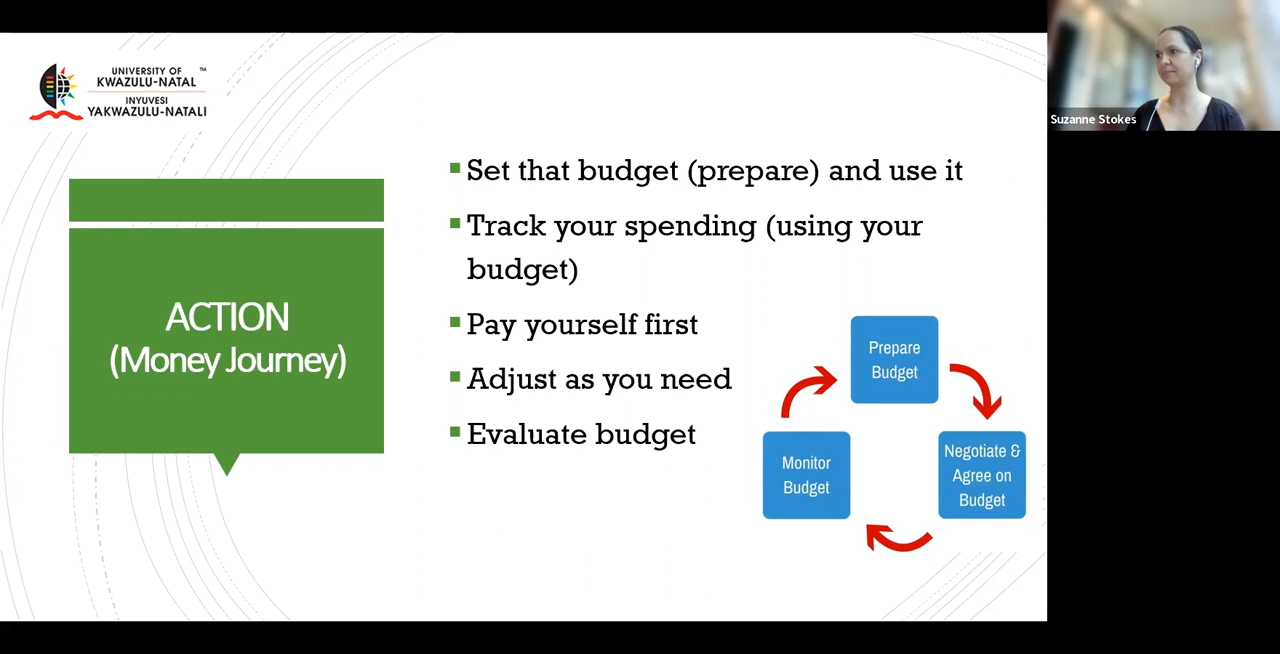 UNIVERSITY OF ™
KWAZULU-NATAL
INYUVESI
YAKWAZULU-NATALI
ACTION
(Money Journey)
Set that budget (prepare) and use it
Track your spending (using your
budget)
Pay yourself first
Adjust as you need
Evaluate budget
Prepare
Budget
Negotiate &
Agree on
Budget
Monitor
Budget
Suzanne Stokes